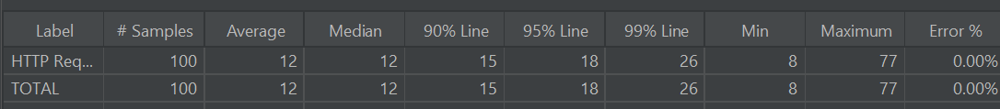 Label # Samples Average Median 90% Line 95% Line 99% Line Min Maximum Error %
HTTP Req... 100 12 12 15 18 26 8 77 0.00%
TOTAL 100 12 12 15 18 26 8 77 0.00%